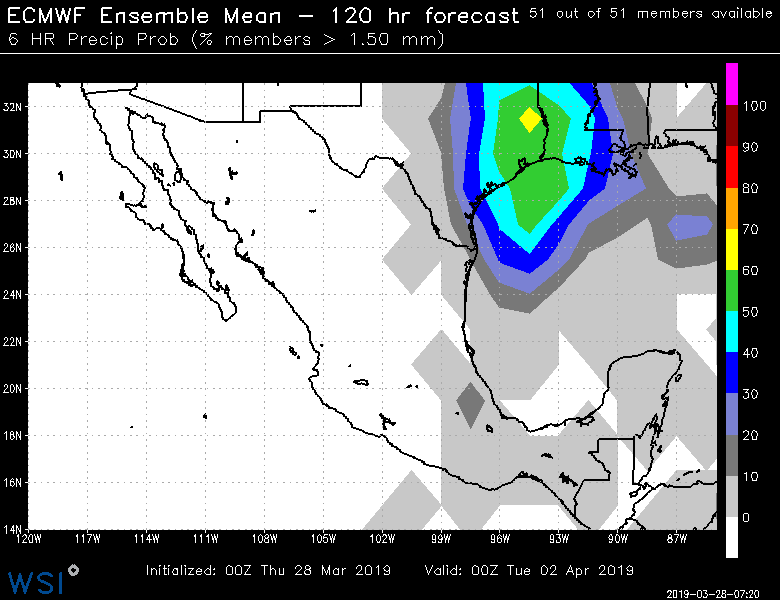 ECMWF Ensemble Mean – 120 hr forecast 51 out of 51 members available
6 HR Precip Prob (% members > 1.50 mm)
32N
30N
28N
26N
24N
22N
20N
18N
16N
14N
120W 117W 114W 111W 108W 105W 102W 99W 96W 93W 90W 87W
100
90
80
70
60
50
40
30
20
10
0
WSI
Initialized: 00Z Thu 28 Mar 2019 Valid: 00Z Tue 02 Apr 2019
2019-03-28-07:20